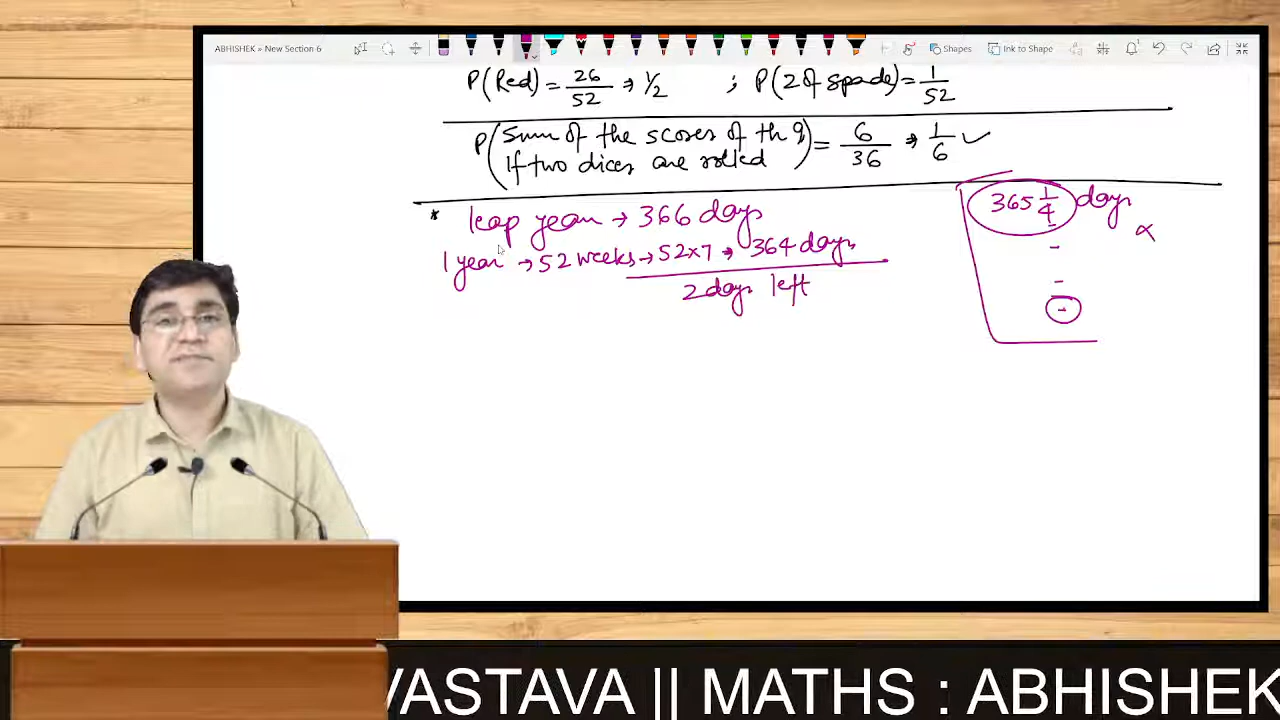 ABHISHEK » New Section 6
Shapes
Ink to Shape
P(Red) = 26/52 → 1/2 ; P(2 of spade) = 1/52
P(Sum of the scores of th 9
If two dices are rolled) = 6/36 → 1/6 ✓
* leap year → 366 days
1 year → 52 weeks → 52×7 → 364 days
2 days left
365 1/4 days
VASTAVA || MATHS : ABHISHEK